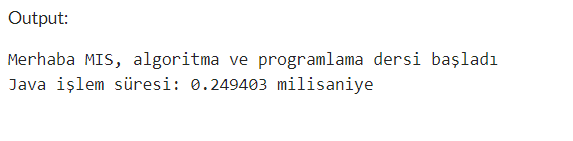 Output:
Merhaba MIS, algoritma ve programlama dersi başladı
Java işlem süresi: 0.249403 milisaniye